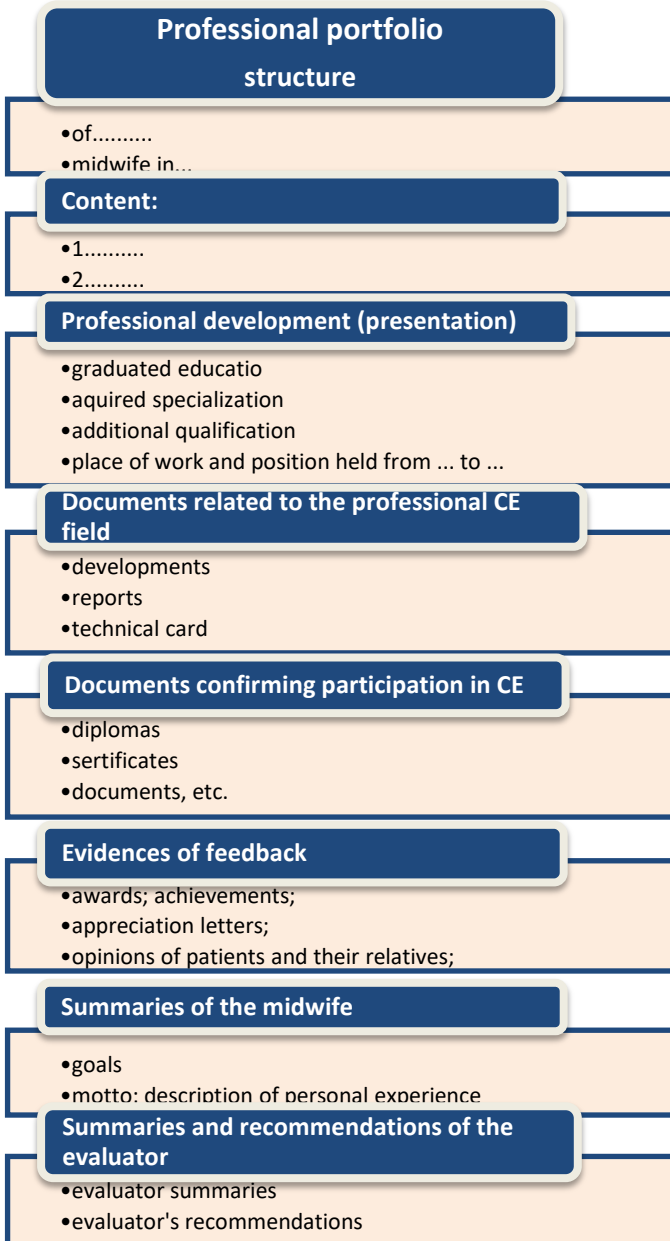 Professional portfolio
structure
•of..........
•midwife in...
Content:
•1..........
•2..........
Professional development (presentation)
•graduated educatio
•aquired specialization
•additional qualification
•place of work and position held from ... to ...
Documents related to the professional CE
field
•developments
•reports
•technical card
Documents confirming participation in CE
•diplomas
•sertificates
•documents, etc.
Evidences of feedback
•awards; achievements;
•appreciation letters;
•opinions of patients and their relatives;
Summaries of the midwife
•goals
•motto; description of personal experience
Summaries and recommendations of the
evaluator
•evaluator summaries
•evaluator's recommendations